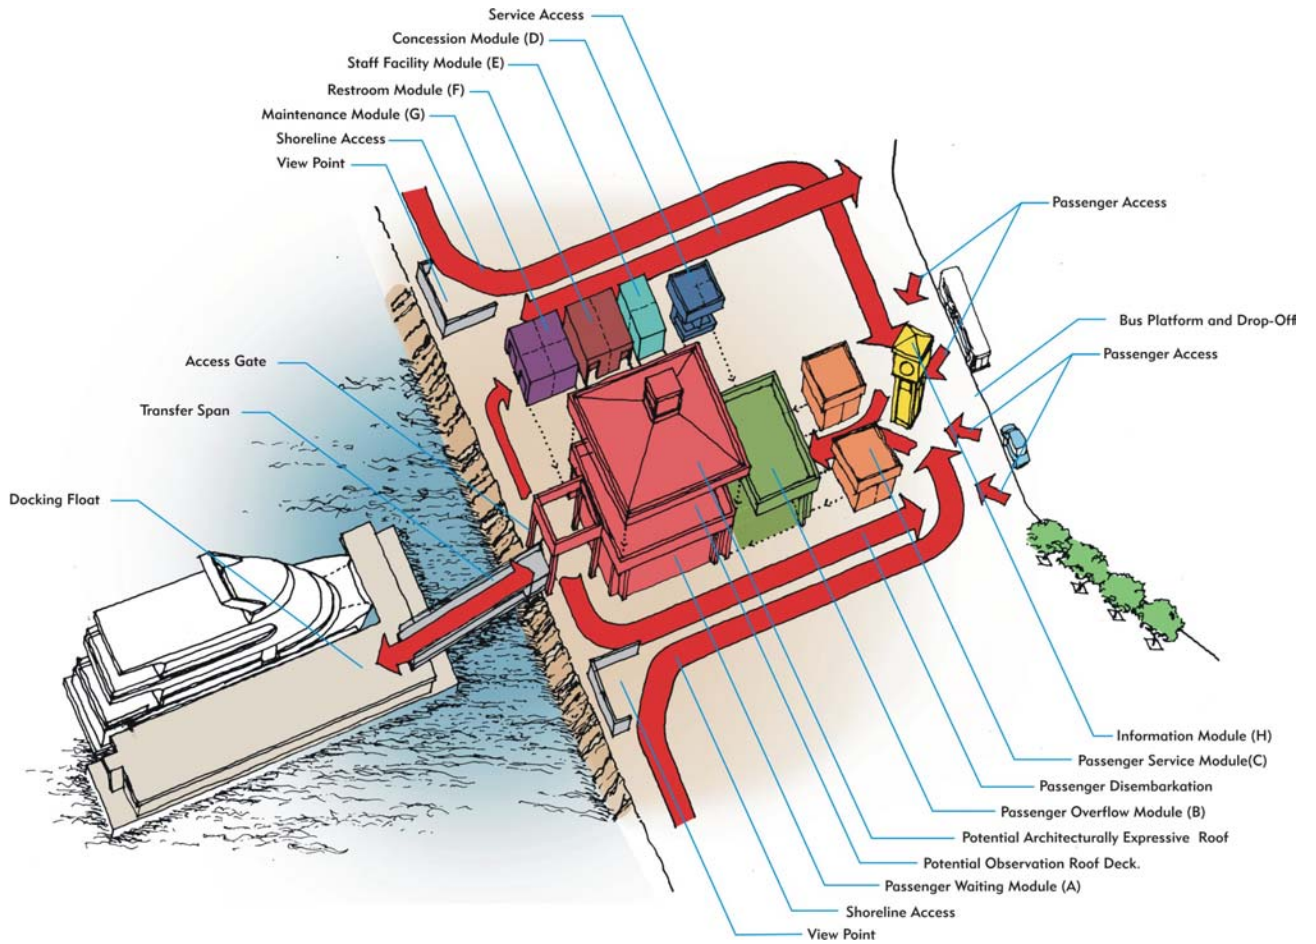 Service Access
Concession Module (D)
Staff Facility Module (E)
Restroom Module (F)
Maintenance Module (G)
Shoreline Access
View Point
Passenger Access
Bus Platform and Drop-Off
Passenger Access
Access Gate
Transfer Span
Docking Float
Information Module (H)
Passenger Service Module(C)
Passenger Disembarkation
Passenger Overflow Module (B)
Potential Architecturally Expressive Roof
Potential Observation Roof Deck.
Passenger Waiting Module (A)
Shoreline Access
View Point